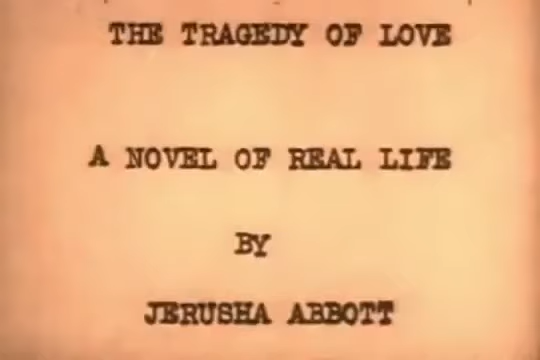 THE TRAGEDY OF LOVE
A NOVEL OF REAL LIFE
BY
JERUSHA ABBOTT